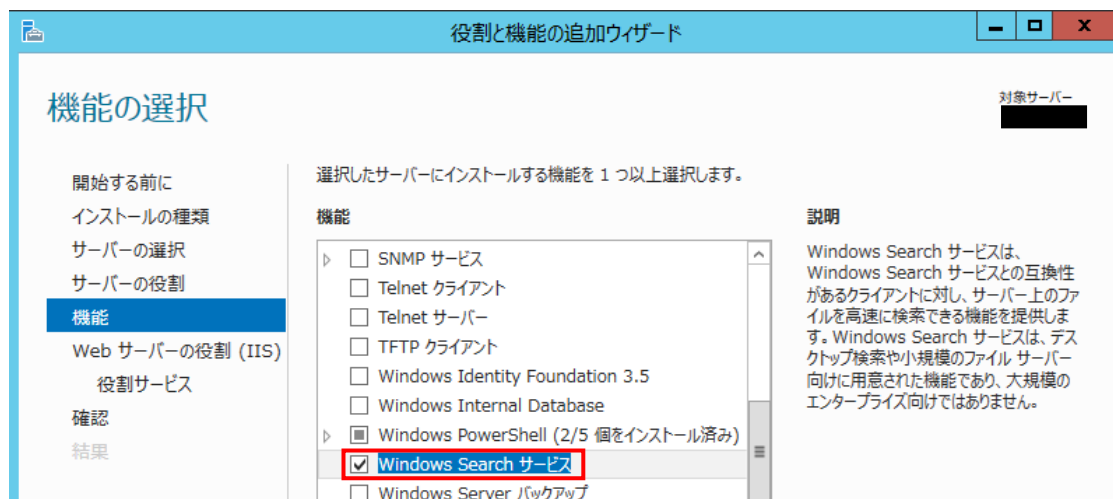 役割と機能の追加ウィザード
機能の選択
対象サーバー
開始する前に
インストールの種類
サーバーの選択
サーバーの役割
機能
Web サーバーの役割 (IIS)
役割サービス
確認
結果
選択したサーバーにインストールする機能を 1 つ以上選択します。
機能
SNMP サービス
Telnet クライアント
Telnet サーバー
TFTP クライアント
Windows Identity Foundation 3.5
Windows Internal Database
Windows PowerShell (2/5 個をインストール済み)
Windows Search サービス
Windows Server バックアップ
説明
Windows Search サービスは、
Windows Search サービスとの互換性
があるクライアントに対し、サーバー上のファ
イルを高速に検索できる機能を提供しま
す。Windows Search サービスは、デス
クトップ検索や小規模のファイル サーバー
向けに用意された機能であり、大規模の
エンタープライズ向けではありません。